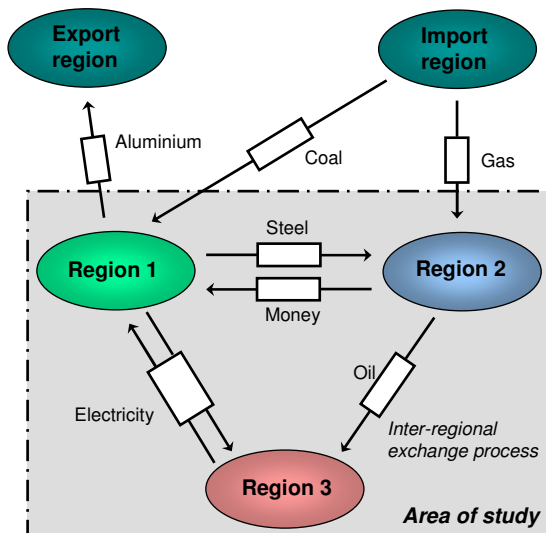 Export
region
Import
region
Aluminium
Coal
Gas
Steel
Region 1
Region 2
Money
Electricity
Oil
Inter-regional
exchange process
Region 3
Area of study